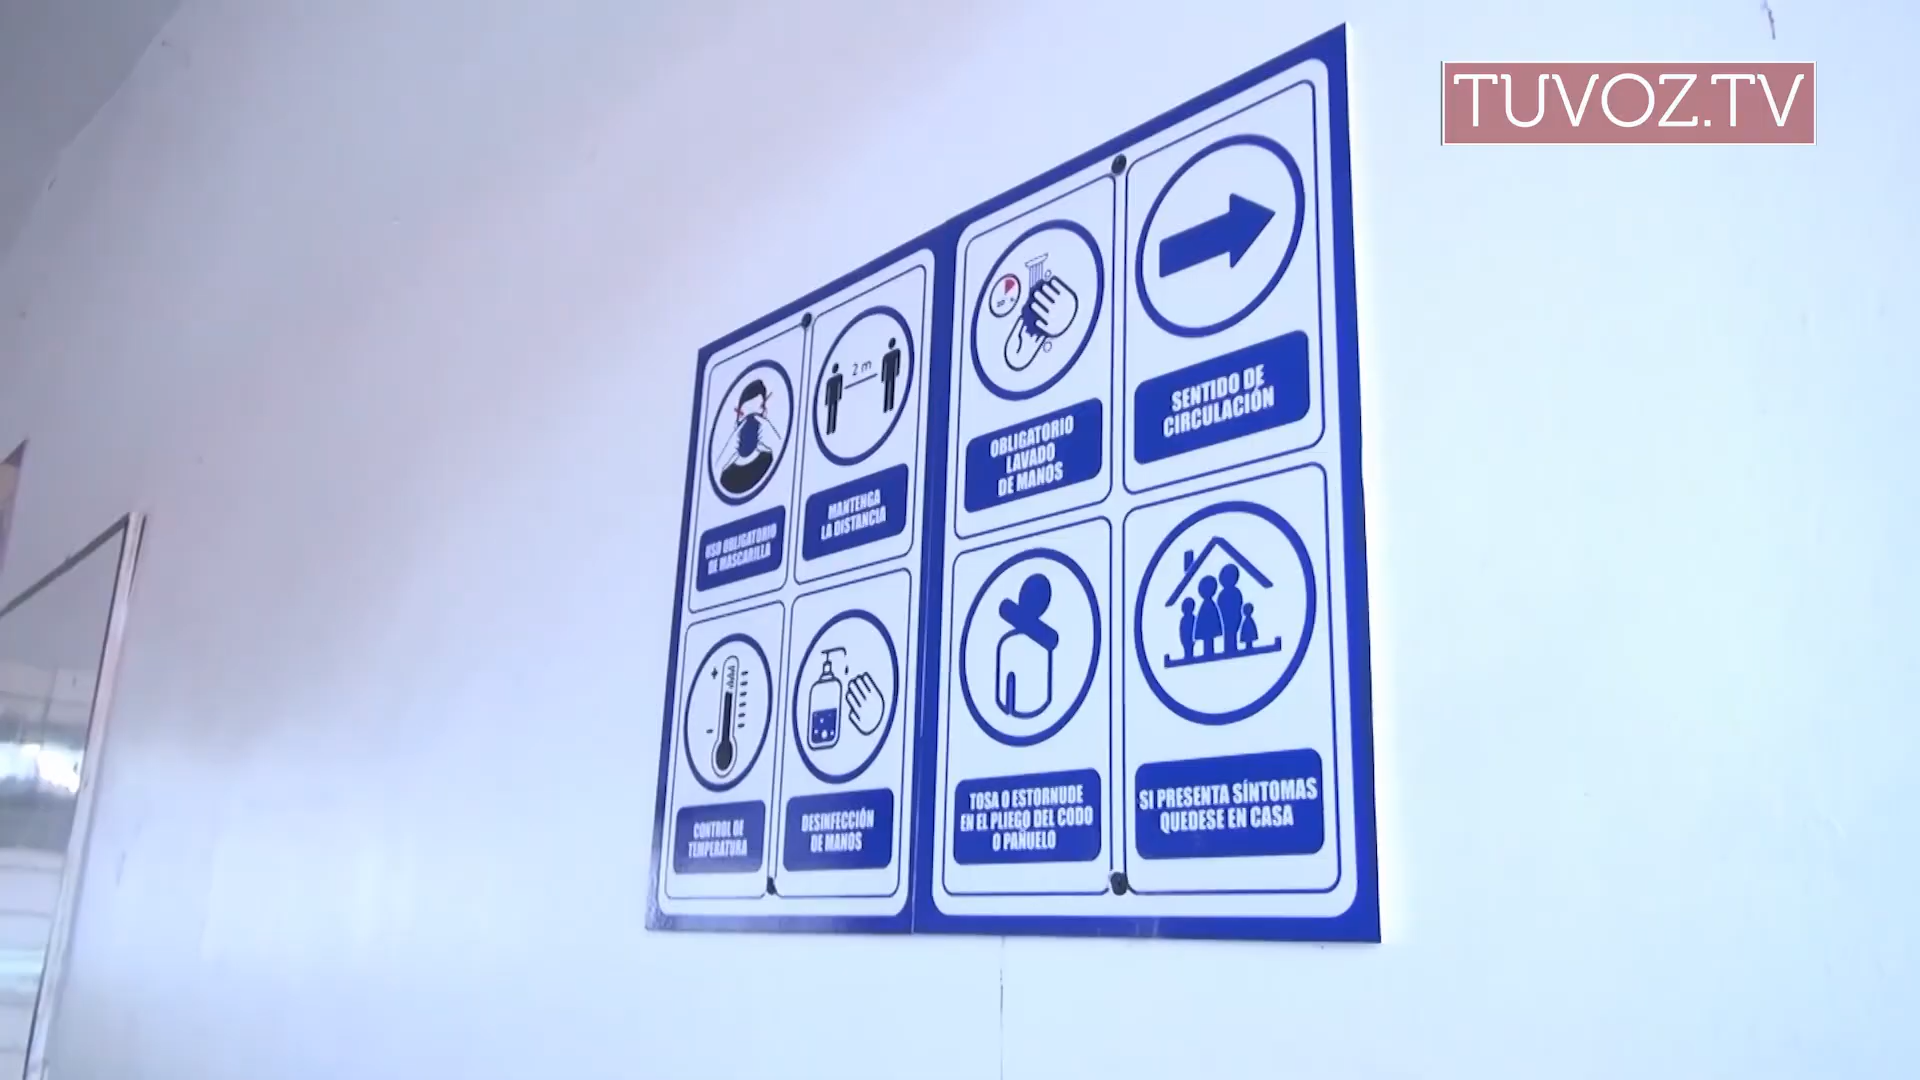 TUVOZ.TV
USO OBLIGATORIO
DE MASCARILLA
2 m
MANTENGA
LA DISTANCIA
OBLIGATORIO
LAVADO
DE MANOS
SENTIDO DE
CIRCULACIÓN
CONTROL DE
TEMPERATURA
DESINFECCIÓN
DE MANOS
TOSA O ESTORNUDE
EN EL PLIEGO DEL CODO
O PAÑUELO
SI PRESENTA SÍNTOMAS
QUEDESE EN CASA